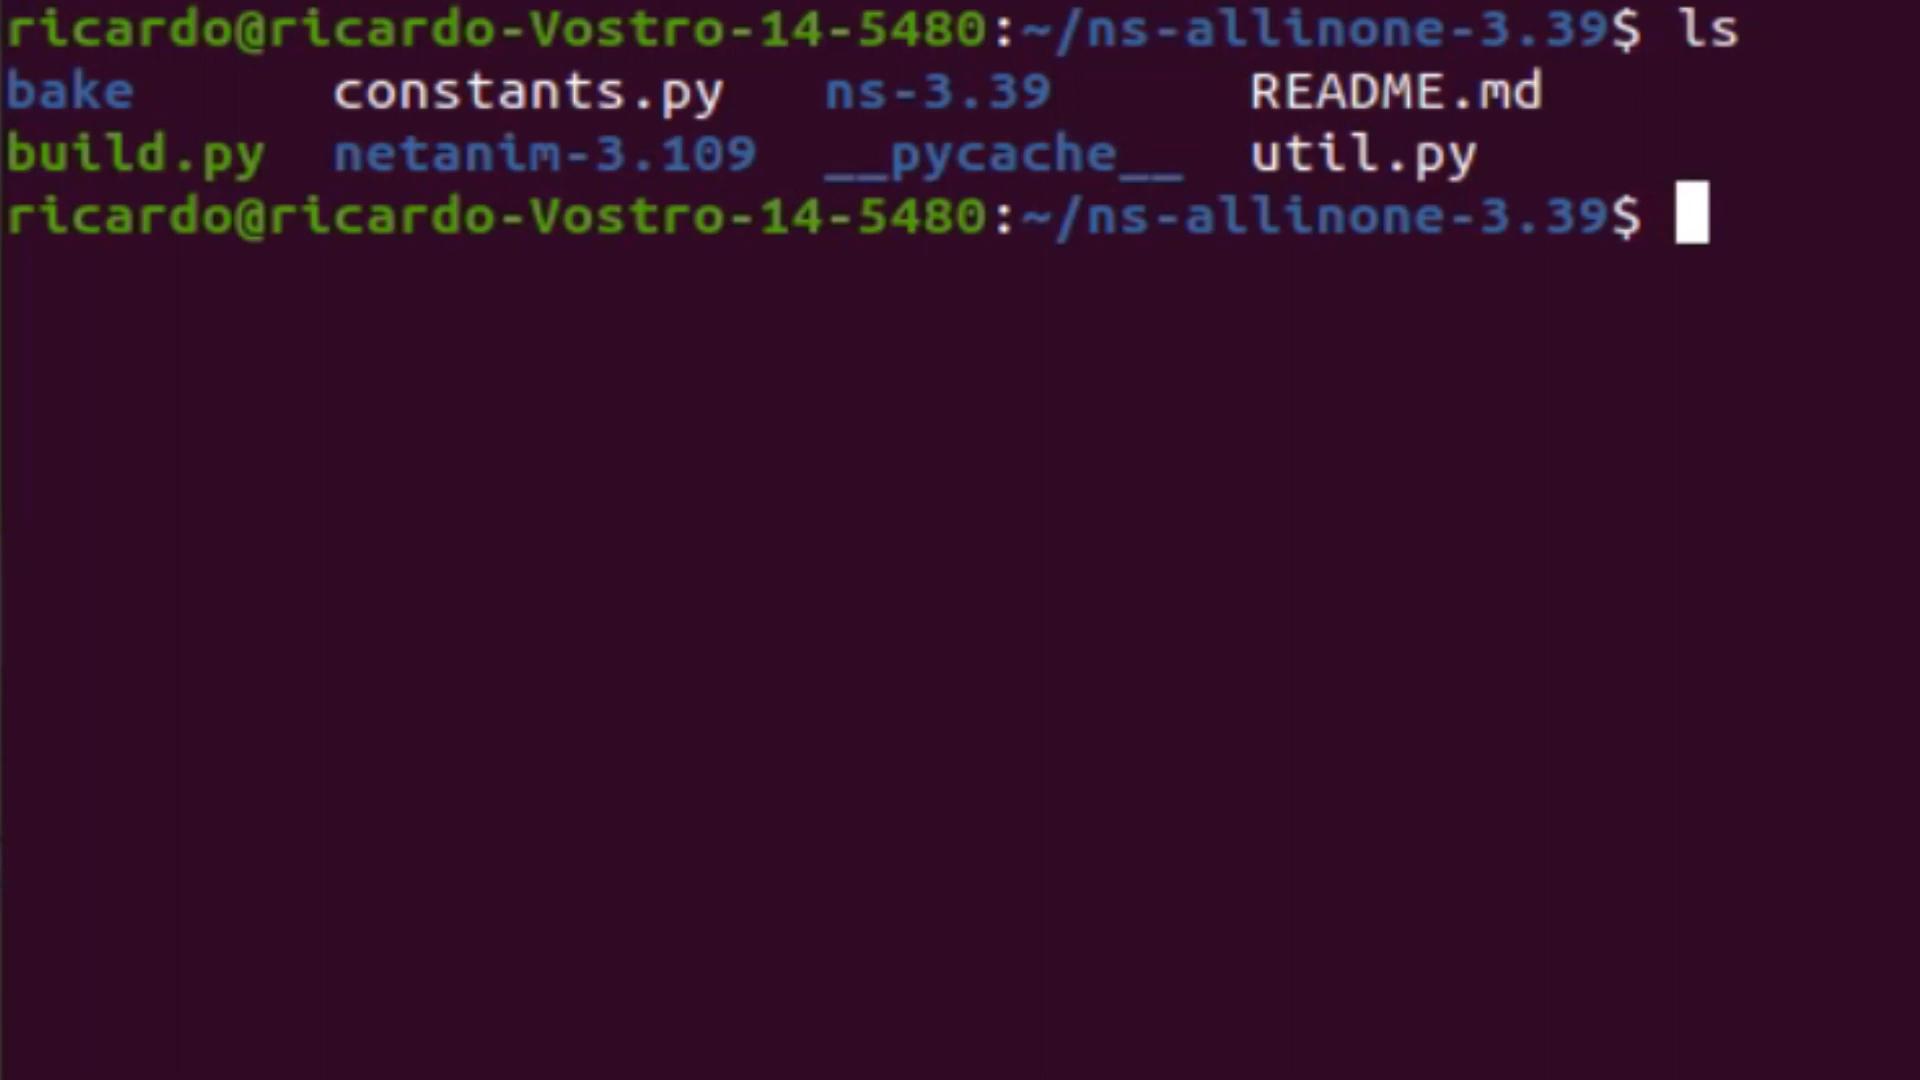 ricardo@ricardo-Vostro-14-5480:~/ns-allinone-3.39$ ls
bake constants.py ns-3.39 README.md
build.py netanim-3.109 __pycache__ util.py
ricardo@ricardo-Vostro-14-5480:~/ns-allinone-3.39$